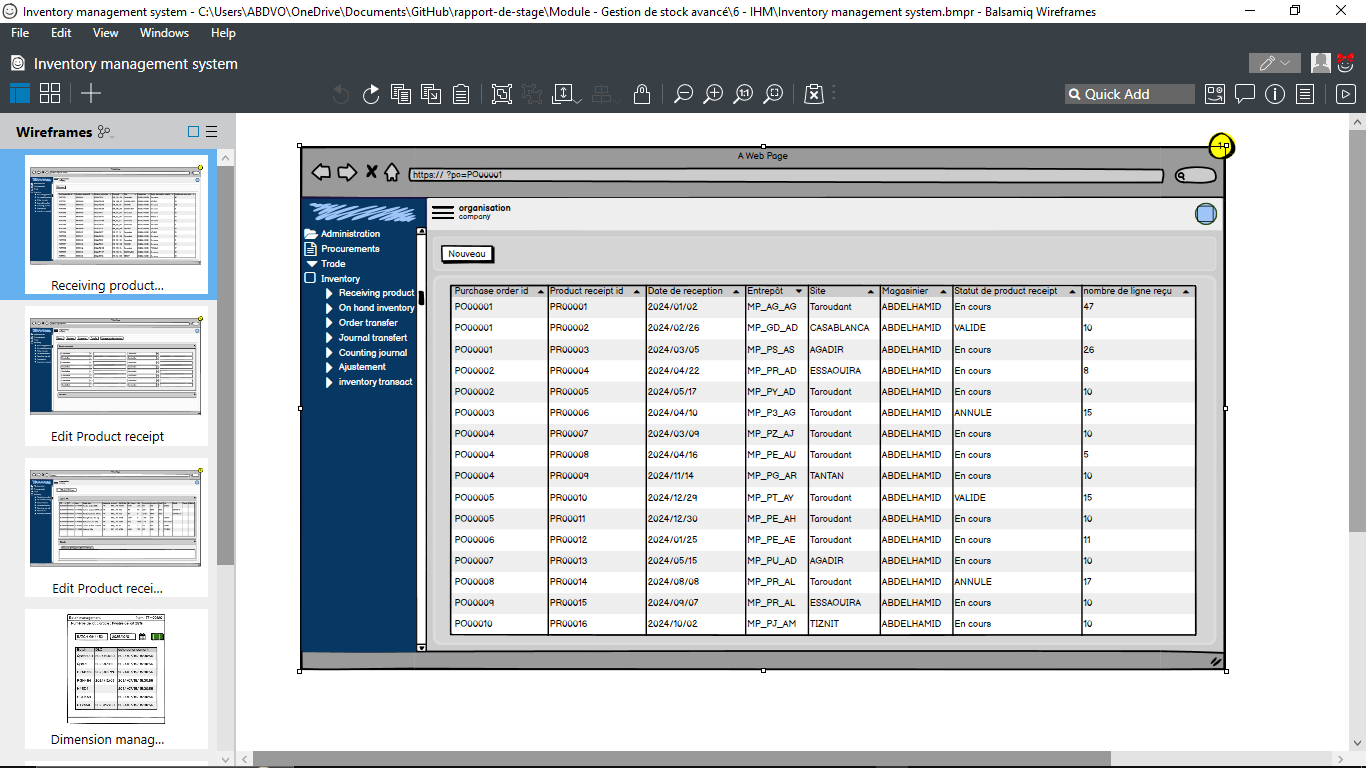 Inventory management system - C:\Users\ABDVO\OneDrive\Documents\GitHub\rapport-de-stage\Module - Gestion de stock avancé\6 - IHM\Inventory management system.bmpr - Balsamiq Wireframes
File Edit View Windows Help
Inventory management system
Quick Add
Wireframes
Receiving product...
Edit Product receipt
Edit Product recei...
Dimension manag...
A Web Page
https:// ?po=PO00001
organisation
company
Administration
Procurements
Trade
Inventory
Receiving product
On hand inventory
Order transfer
Journal transfert
Counting journal
Ajustement
inventory transact
Nouveau
Purchase order id Product receipt id Date de reception Entrepôt Site Magasinier Statut de product receipt nombre de ligne reçu
PO00001 PR00001 2024/01/02 MP_AG_AG Taroudant ABDELHAMID En cours 47
PO00001 PR00002 2024/02/26 MP_GD_AD CASABLANCA ABDELHAMID VALIDE 10
PO00001 PR00003 2024/03/05 MP_PS_AS AGADIR ABDELHAMID En cours 26
PO00002 PR00004 2024/04/22 MP_PR_AD ESSAOUIRA ABDELHAMID En cours 8
PO00002 PR00005 2024/05/17 MP_PY_AD Taroudant ABDELHAMID En cours 10
PO00003 PR00006 2024/04/10 MP_P3_AG Taroudant ABDELHAMID ANNULE 15
PO00004 PR00007 2024/03/09 MP_PZ_AJ Taroudant ABDELHAMID En cours 10
PO00004 PR00008 2024/04/16 MP_PE_AU Taroudant ABDELHAMID En cours 5
PO00004 PR00009 2024/11/14 MP_PG_AR TANTAN ABDELHAMID En cours 10
PO00005 PR00010 2024/12/29 MP_PT_AY Taroudant ABDELHAMID VALIDE 15
PO00005 PR00011 2024/12/30 MP_PE_AH Taroudant ABDELHAMID En cours 10
PO00006 PR00012 2024/01/25 MP_PE_AE Taroudant ABDELHAMID En cours 11
PO00007 PR00013 2024/05/15 MP_PU_AD AGADIR ABDELHAMID En cours 10
PO00008 PR00014 2024/08/08 MP_PR_AL Taroudant ABDELHAMID ANNULE 17
PO00009 PR00015 2024/09/07 MP_PR_AL ESSAOUIRA ABDELHAMID En cours 10
PO00010 PR00016 2024/10/02 MP_PJ_AM TIZNIT ABDELHAMID En cours 10